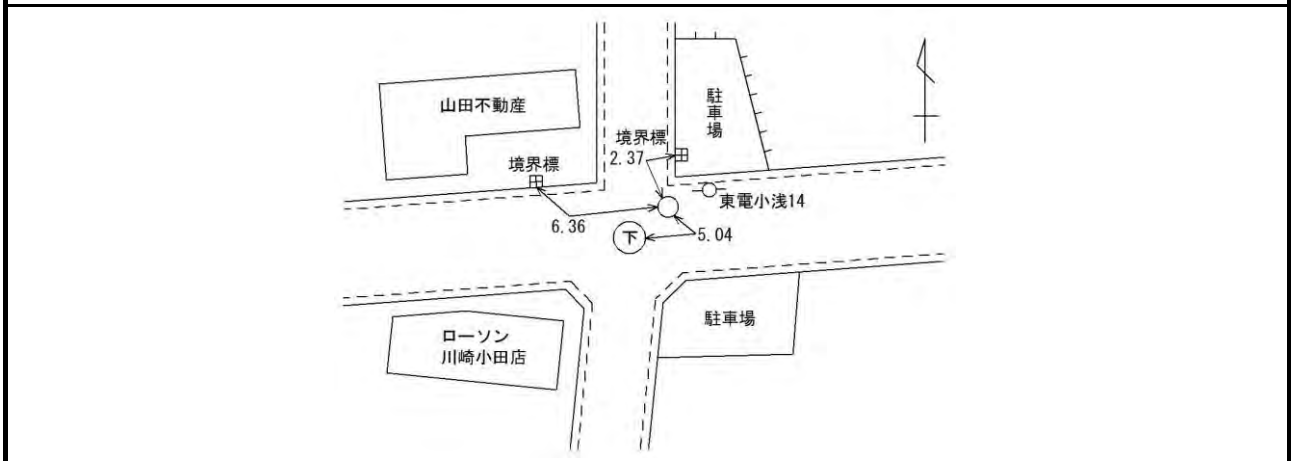 山田不動産
駐車場
境界標
2.37
境界標
東電小浅14
6.36
下
5.04
駐車場
ローソン
川崎小田店